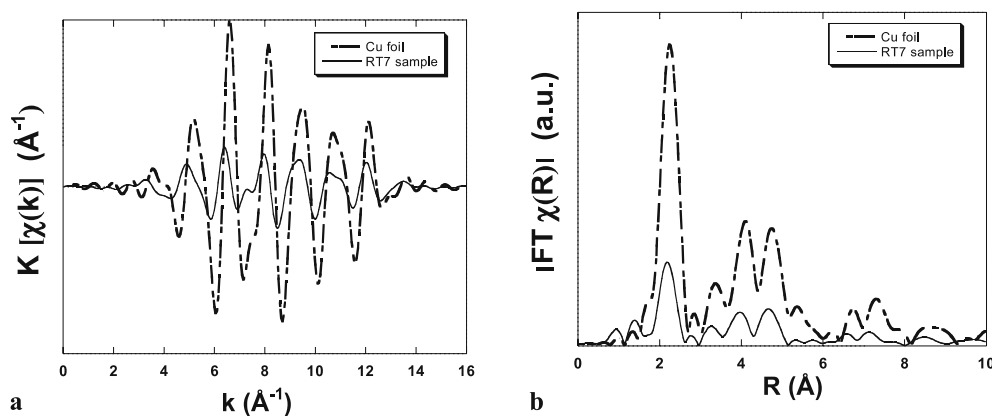 Cu foil
RT7 sample
K [χ(k)] (Å⁻¹)
0 2 4 6 8 10 12 14 16
k (Å⁻¹)
a
Cu foil
RT7 sample
|FT χ(R)| (a.u.)
0 2 4 6 8 10
R (Å)
b